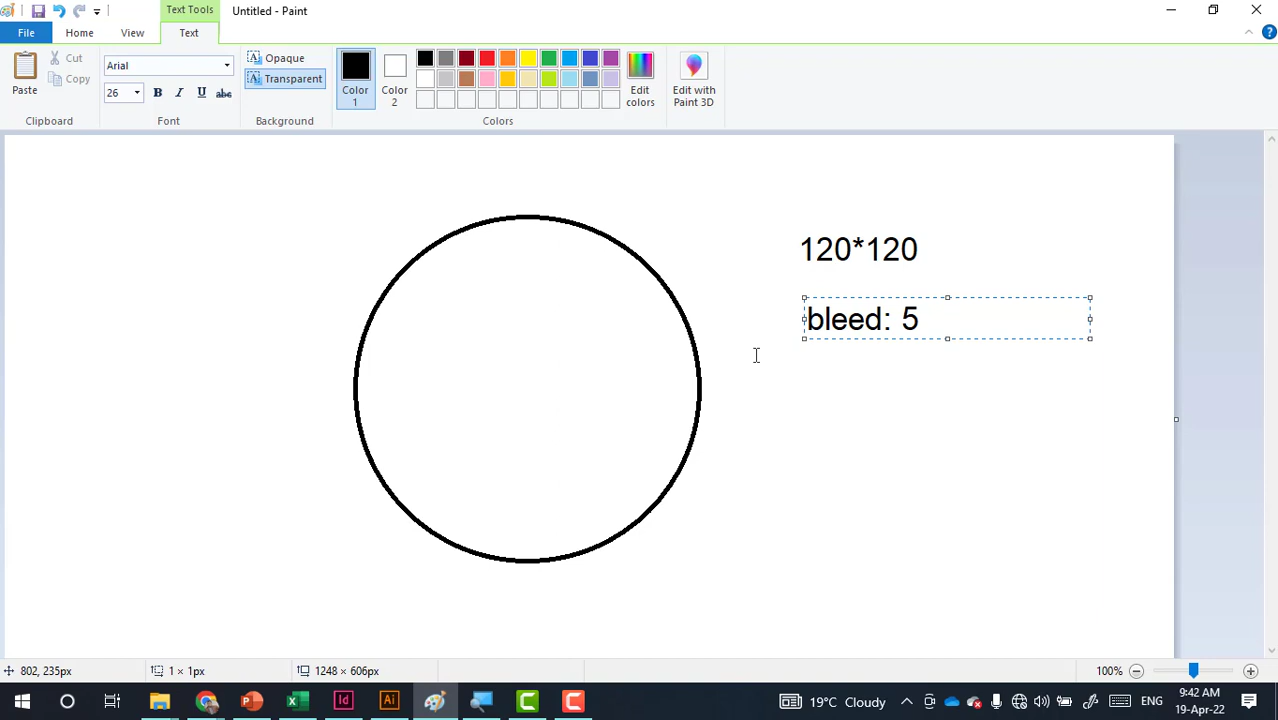 Text Tools
Untitled - Paint
File
Home
View
Text
Paste
Cut
Copy
Clipboard
Arial
26
B
I
U
abc
Font
Opaque
Transparent
Background
Color
1
Color
2
Edit
colors
Colors
Edit with
Paint 3D
120*120
bleed: 5
802, 235px
1 × 1px
1248 × 606px
100%
Id
Ai
19°C Cloudy
ENG
9:42 AM
19-Apr-22